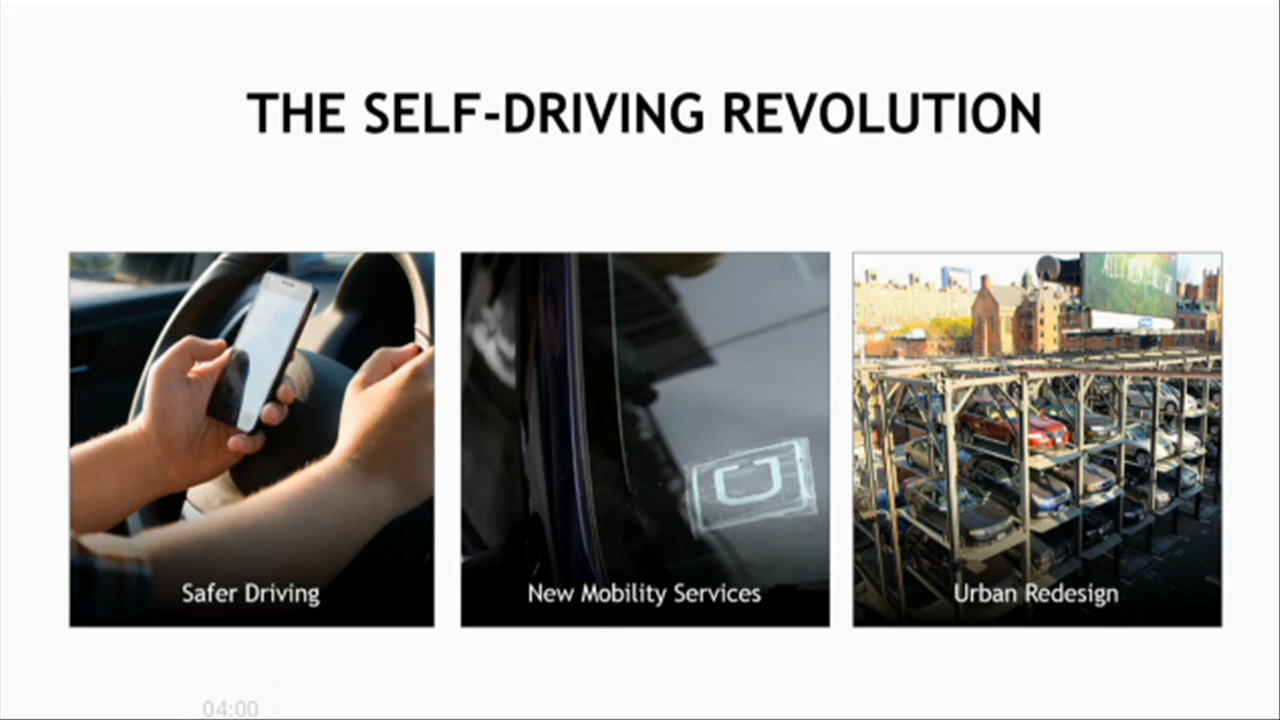 THE SELF-DRIVING REVOLUTION
Safer Driving
New Mobility Services
Urban Redesign
04:00